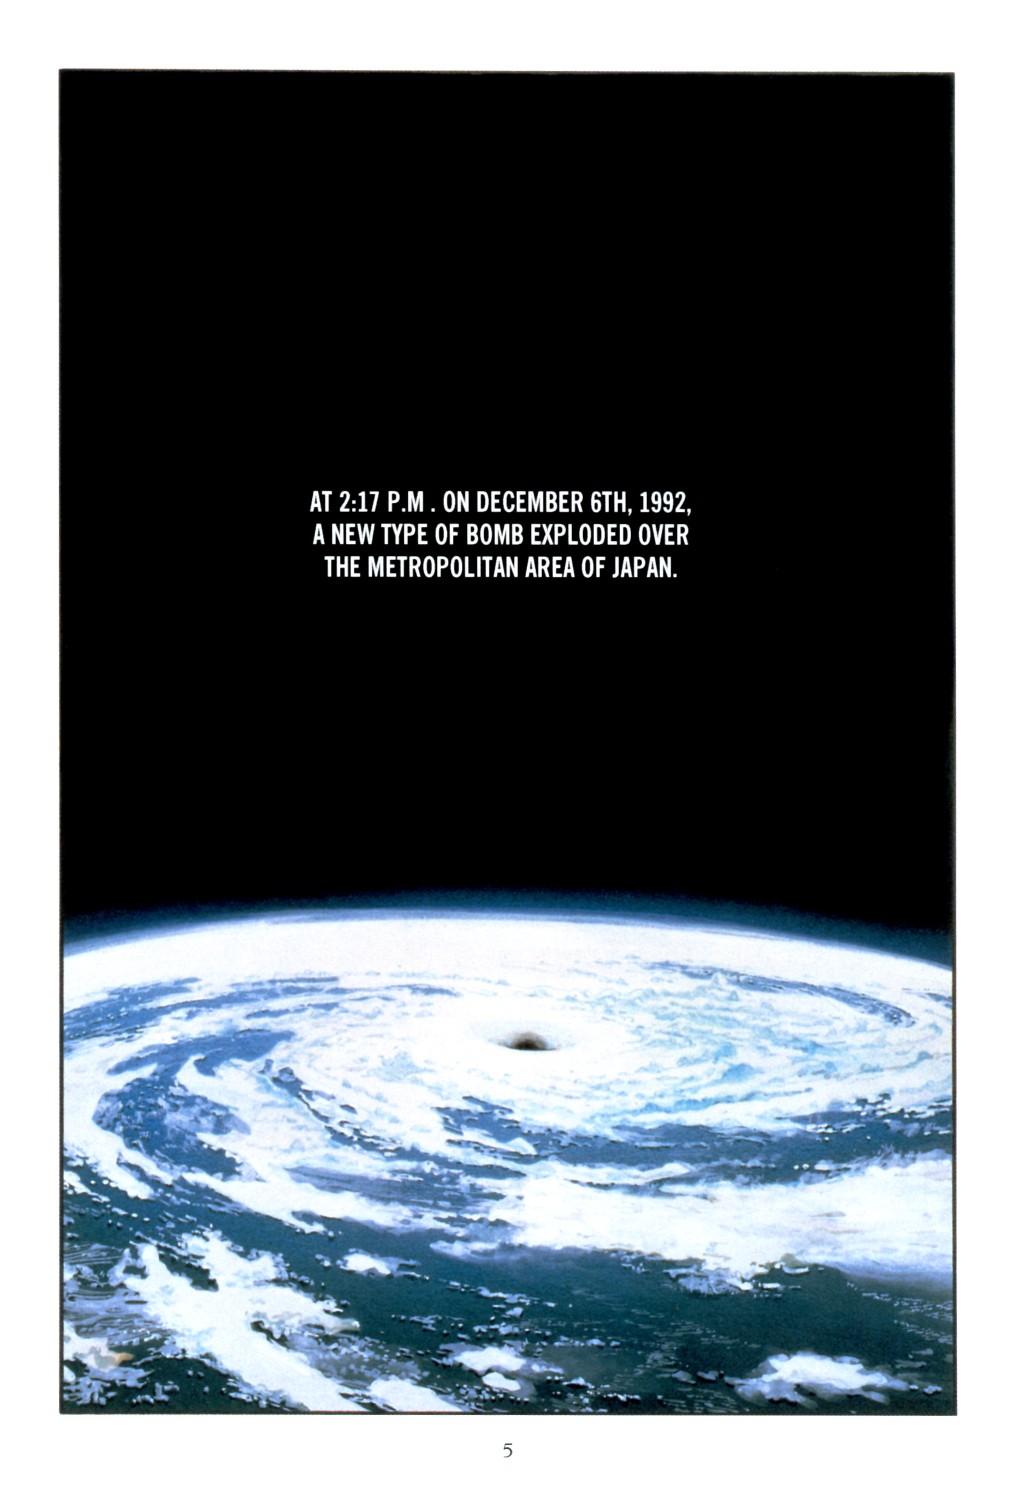 AT 2:17 P.M . ON DECEMBER 6TH, 1992,
A NEW TYPE OF BOMB EXPLODED OVER
THE METROPOLITAN AREA OF JAPAN.
5